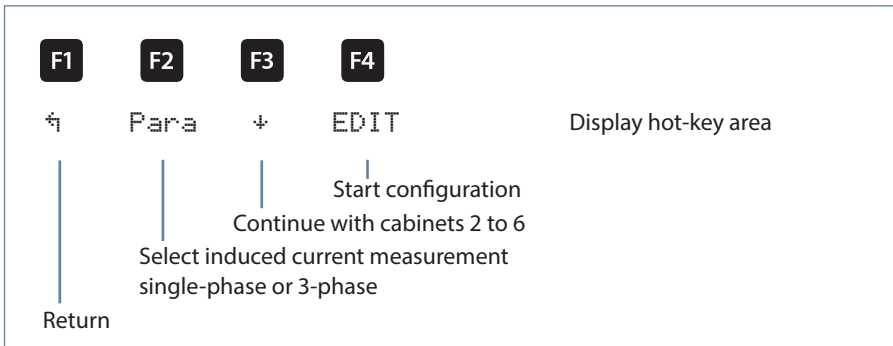 F1 F2 F3 F4
↰ Para ↓ EDIT Display hot-key area
Start configuration
Continue with cabinets 2 to 6
Select induced current measurement
single-phase or 3-phase
Return